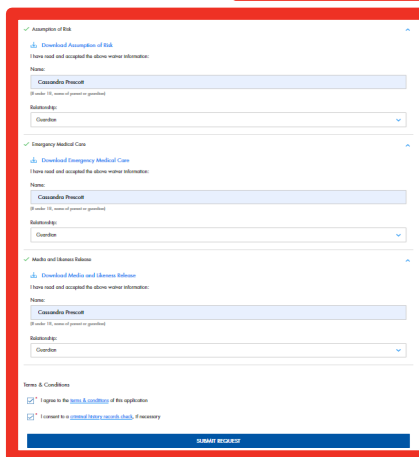 Assumption of Risk
Download Assumption of Risk
I have read and accepted the above waiver information:
Name:
Cassandra Prescott
(If under 18, name of parent or guardian)
Relationship:
Guardian
Emergency Medical Care
Download Emergency Medical Care
I have read and accepted the above waiver information:
Name:
Cassandra Prescott
(If under 18, name of parent or guardian)
Relationship:
Guardian
Media and Likeness Release
Download Media and Likeness Release
I have read and accepted the above waiver information:
Name:
Cassandra Prescott
(If under 18, name of parent or guardian)
Relationship:
Guardian
Terms & Conditions
* I agree to the terms & conditions of this application
* I consent to a criminal history records check, if necessary
SUBMIT REQUEST